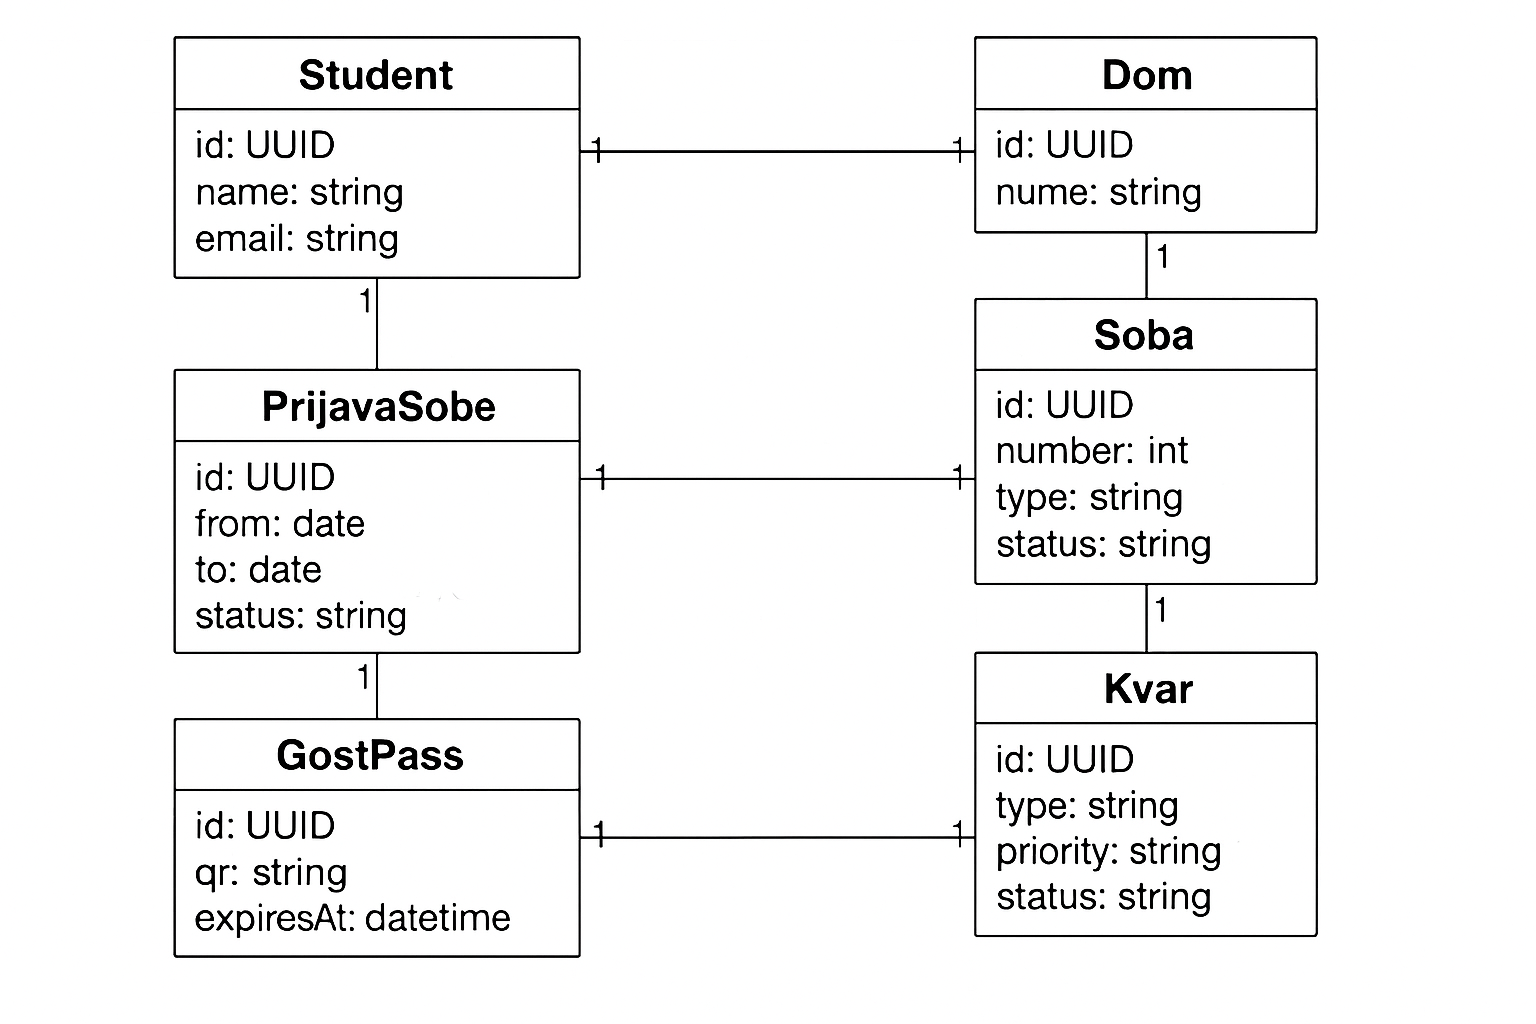 Student
id: UUID
name: string
email: string
1
1
1
Dom
id: UUID
nume: string
1
PrijavaSobe
id: UUID
from: date
to: date
status: string
1
1
1
Soba
id: UUID
number: int
type: string
status: string
1
GostPass
id: UUID
qr: string
expiresAt: datetime
1
1
Kvar
id: UUID
type: string
priority: string
status: string